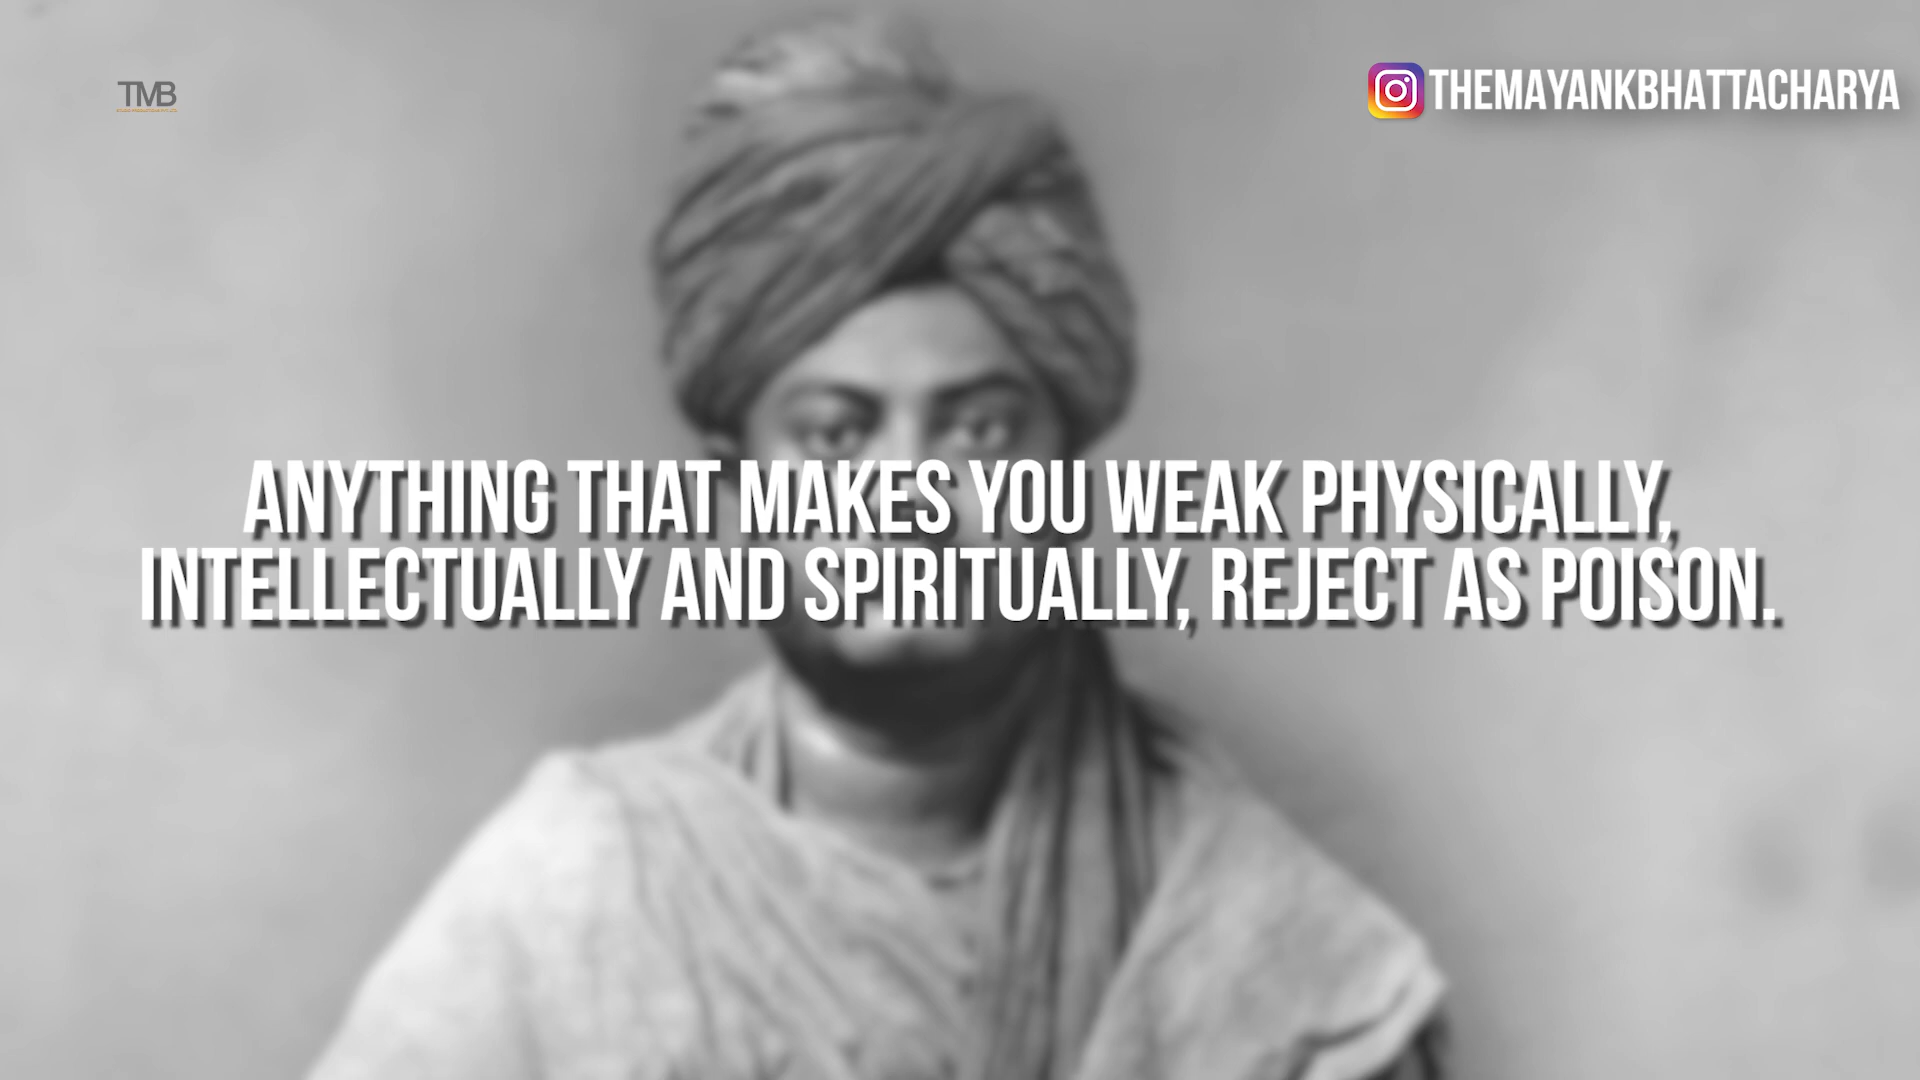 TMB
THEMAYANKBHATTACHARYA
ANYTHING THAT MAKES YOU WEAK PHYSICALLY,
INTELLECTUALLY AND SPIRITUALLY, REJECT AS POISON.